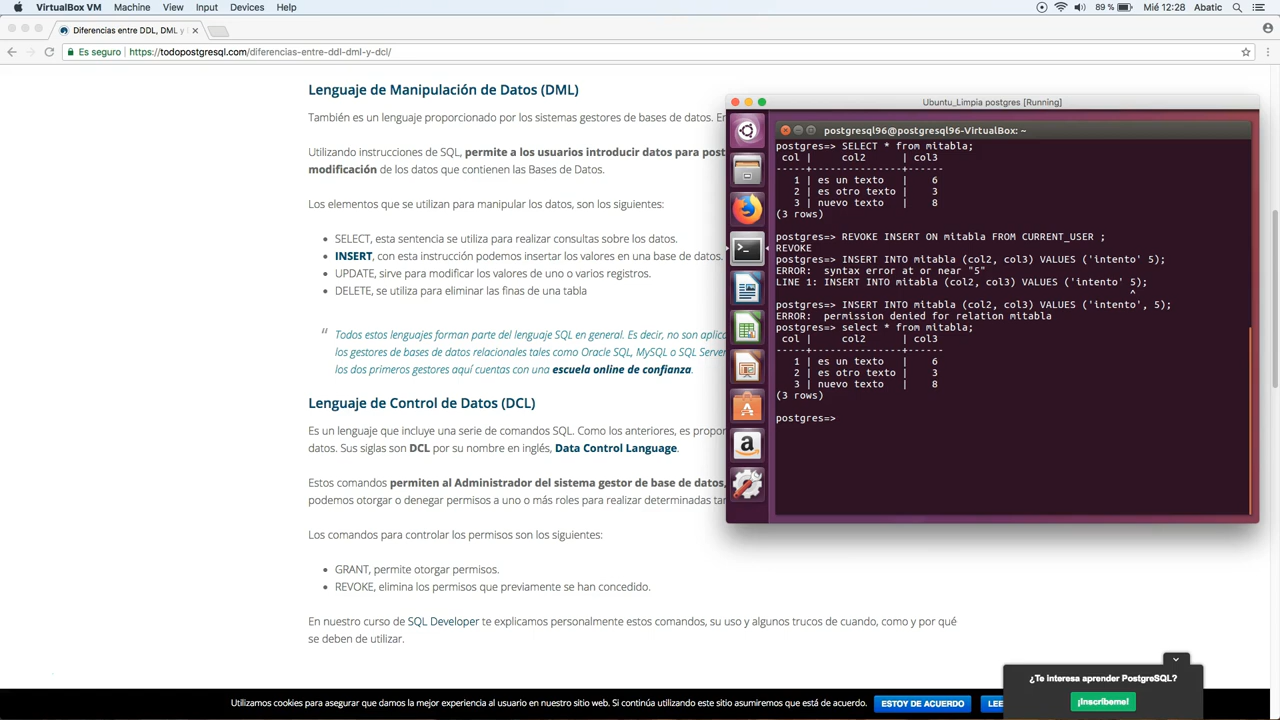 VirtualBox VM Machine View Input Devices Help
89 % Mié 12:28 Abatic
Diferencias entre DDL, DML y
Es seguro https://todopostgresql.com/diferencias-entre-ddl-dml-y-dcl/
Lenguaje de Manipulación de Datos (DML)
También es un lenguaje proporcionado por los sistemas gestores de bases de datos. En
Utilizando instrucciones de SQL, permite a los usuarios introducir datos para post
modificación de los datos que contienen las Bases de Datos.
Los elementos que se utilizan para manipular los datos, son los siguientes:
SELECT, esta sentencia se utiliza para realizar consultas sobre los datos.
INSERT, con esta instrucción podemos insertar los valores en una base de datos.
UPDATE, sirve para modificar los valores de uno o varios registros.
DELETE, se utiliza para eliminar las finas de una tabla
" Todos estos lenguajes forman parte del lenguaje SQL en general. Es decir, no son aplica
los gestores de bases de datos relacionales tales como Oracle SQL, MySQL o SQL Server
los dos primeros gestores aquí cuentas con una escuela online de confianza.
Lenguaje de Control de Datos (DCL)
Es un lenguaje que incluye una serie de comandos SQL. Como los anteriores, es propor
datos. Sus siglas son DCL por su nombre en inglés, Data Control Language.
Estos comandos permiten al Administrador del sistema gestor de base de datos,
podemos otorgar o denegar permisos a uno o más roles para realizar determinadas tar
Los comandos para controlar los permisos son los siguientes:
GRANT, permite otorgar permisos.
REVOKE, elimina los permisos que previamente se han concedido.
En nuestro curso de SQL Developer te explicamos personalmente estos comandos, su uso y algunos trucos de cuando, como y por qué
se deben de utilizar.
Ubuntu_Limpia postgres [Running]
postgresql96@postgresql96-VirtualBox: ~
postgres=> SELECT * from mitabla;
col | col2 | col3
-----+---------------+------
1 | es un texto | 6
2 | es otro texto | 3
3 | nuevo texto | 8
(3 rows)
postgres=> REVOKE INSERT ON mitabla FROM CURRENT_USER ;
REVOKE
postgres=> INSERT INTO mitabla (col2, col3) VALUES ('intento' 5);
ERROR: syntax error at or near "5"
LINE 1: INSERT INTO mitabla (col2, col3) VALUES ('intento' 5);
^
postgres=> INSERT INTO mitabla (col2, col3) VALUES ('intento', 5);
ERROR: permission denied for relation mitabla
postgres=> select * from mitabla;
col | col2 | col3
-----+---------------+------
1 | es un texto | 6
2 | es otro texto | 3
3 | nuevo texto | 8
(3 rows)
postgres=>
Utilizamos cookies para asegurar que damos la mejor experiencia al usuario en nuestro sitio web. Si continúa utilizando este sitio asumiremos que está de acuerdo. ESTOY DE ACUERDO LEE
¿Te interesa aprender PostgreSQL?
¡Inscríbeme!